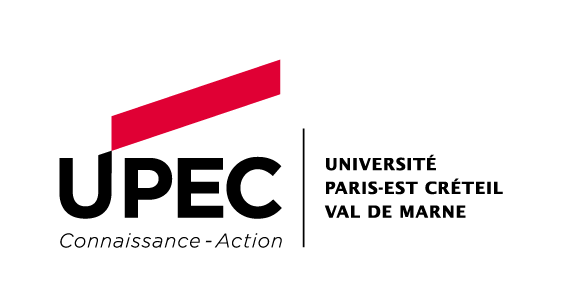 UPEC
Connaissance - Action
UNIVERSITÉ
PARIS-EST CRÉTEIL
VAL DE MARNE